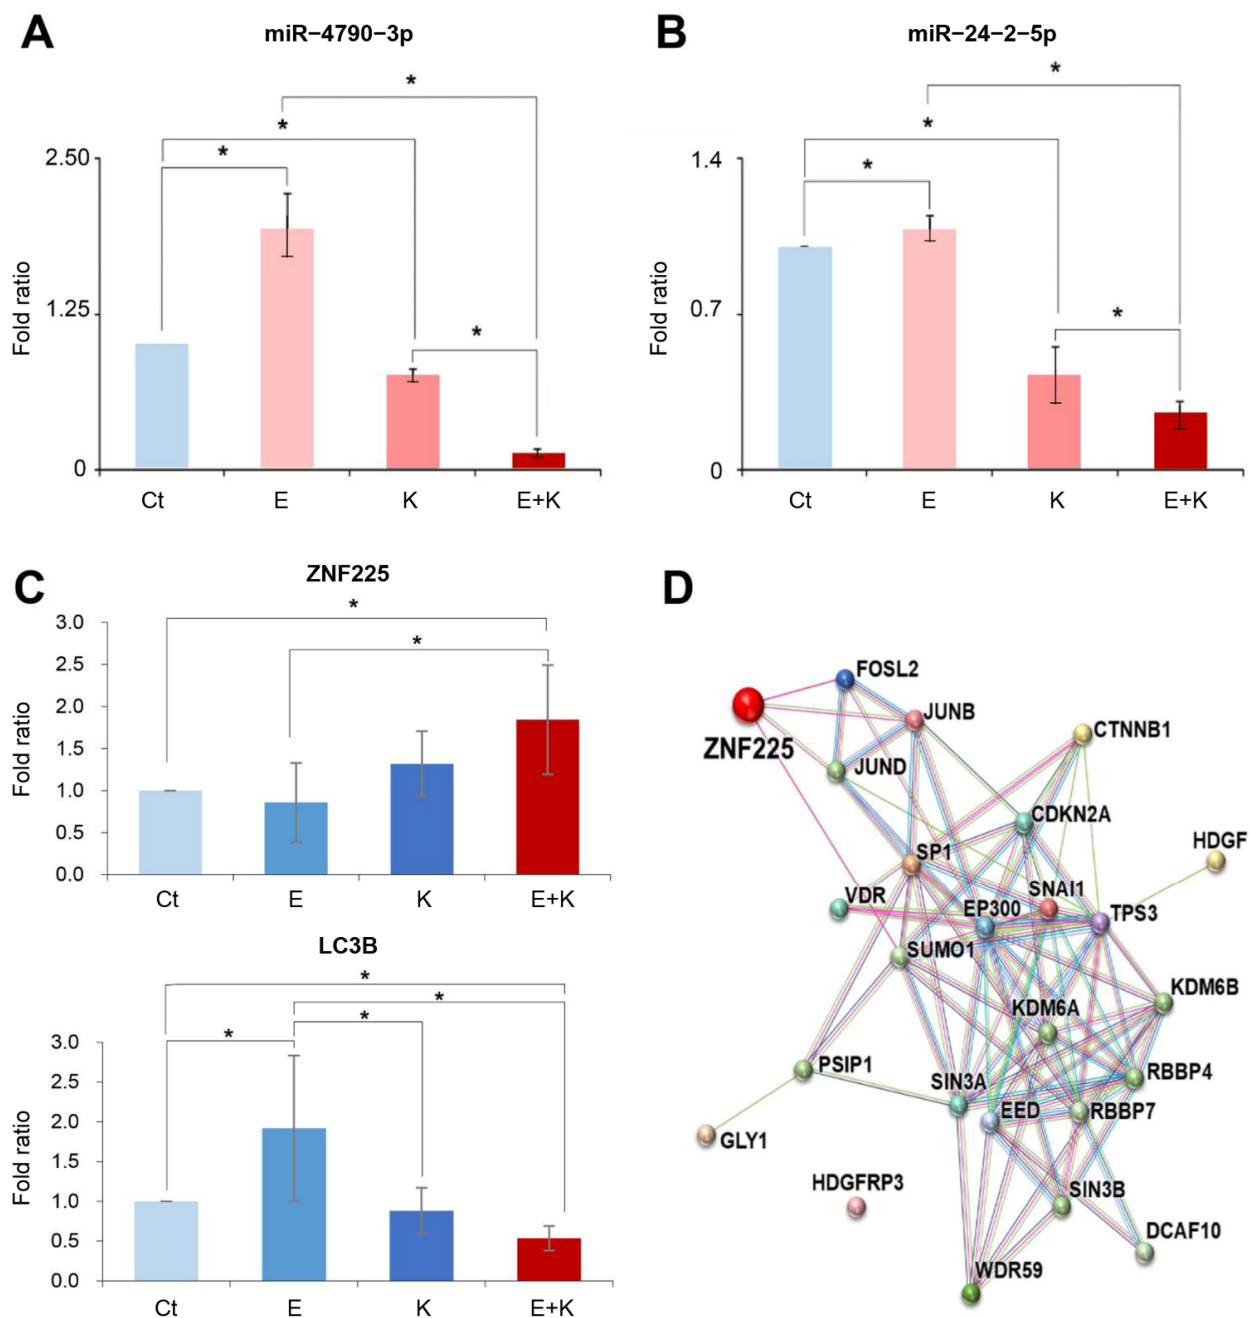 A
miR−4790−3p
*
*
*
*
2.50
1.25
0
Fold ratio
Ct E K E+K
B
miR−24−2−5p
*
*
*
*
1.4
0.7
0
Fold ratio
Ct E K E+K
C
ZNF225
*
*
3.0
2.5
2.0
1.5
1.0
0.5
0.0
Fold ratio
Ct E K E+K
LC3B
*
*
*
*
3.0
2.5
2.0
1.5
1.0
0.5
0.0
Fold ratio
Ct E K E+K
D
FOSL2
JUNB
ZNF225
CTNNB1
JUND
CDKN2A
HDGF
SP1
SNAI1
VDR
EP300
TPS3
SUMO1
KDM6B
KDM6A
PSIP1
RBBP4
SIN3A
EED
RBBP7
GLY1
HDGFRP3
SIN3B
DCAF10
WDR59